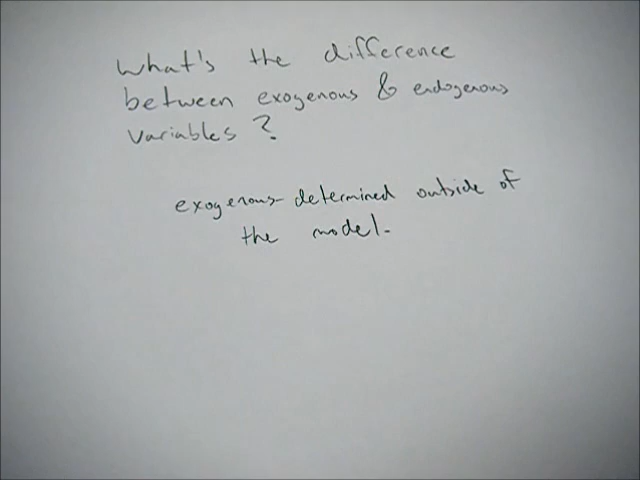 What's the difference
between exogenous & endogenous
variables?
exogenous- determined outside of
the model.